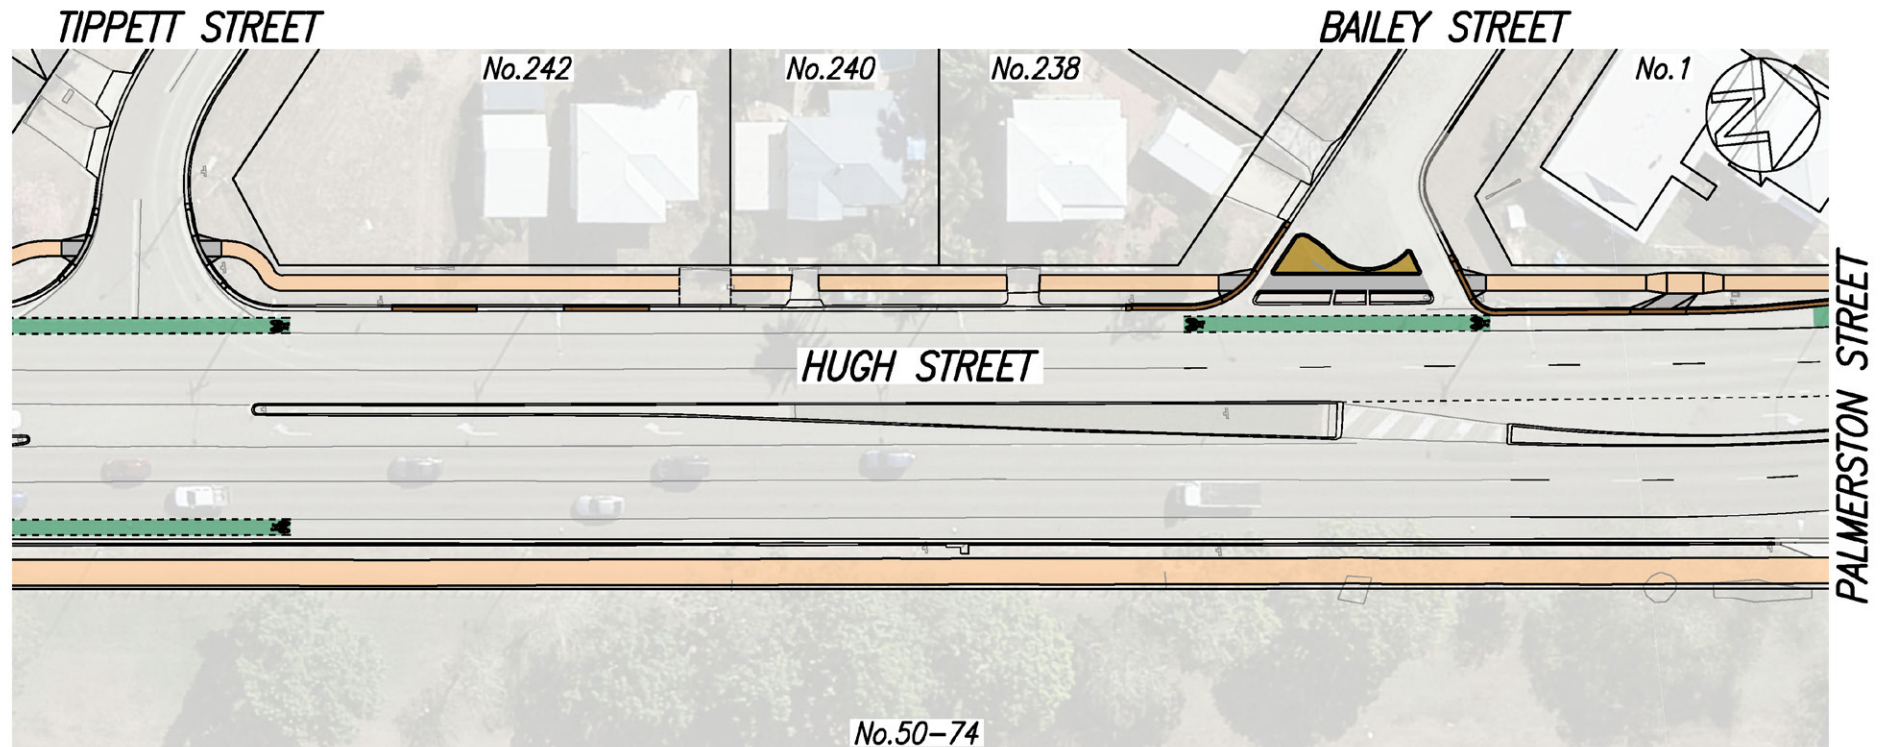 TIPPETT STREET
BAILEY STREET
No.242
No.240
No.238
No.1
N
HUGH STREET
PALMERSTON STREET
No.50-74